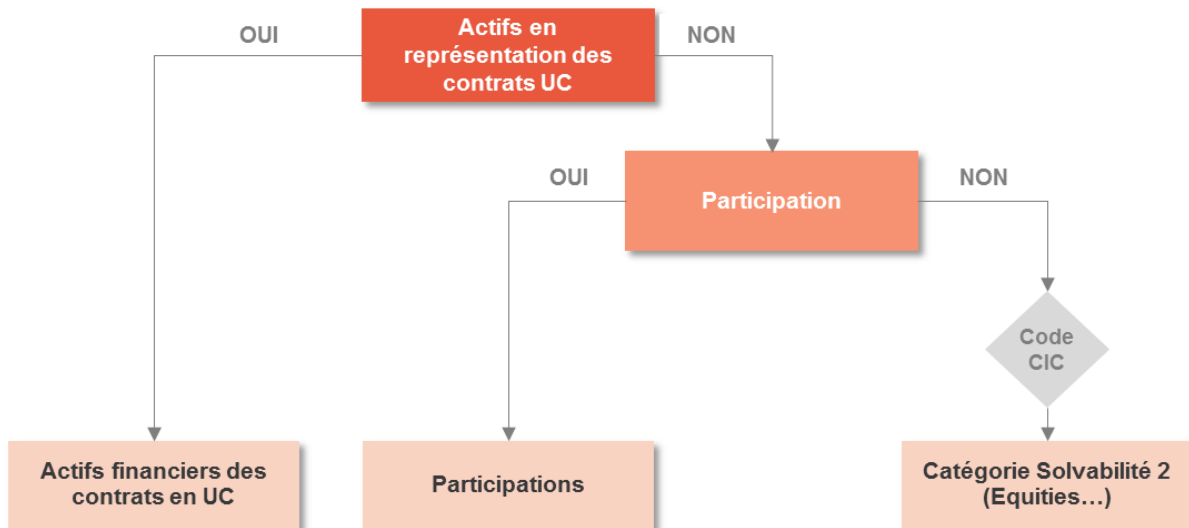 OUI
Actifs en
représentation des
contrats UC
NON
OUI
Participation
NON
Code
CIC
Actifs financiers des
contrats en UC
Participations
Catégorie Solvabilité 2
(Equities…)